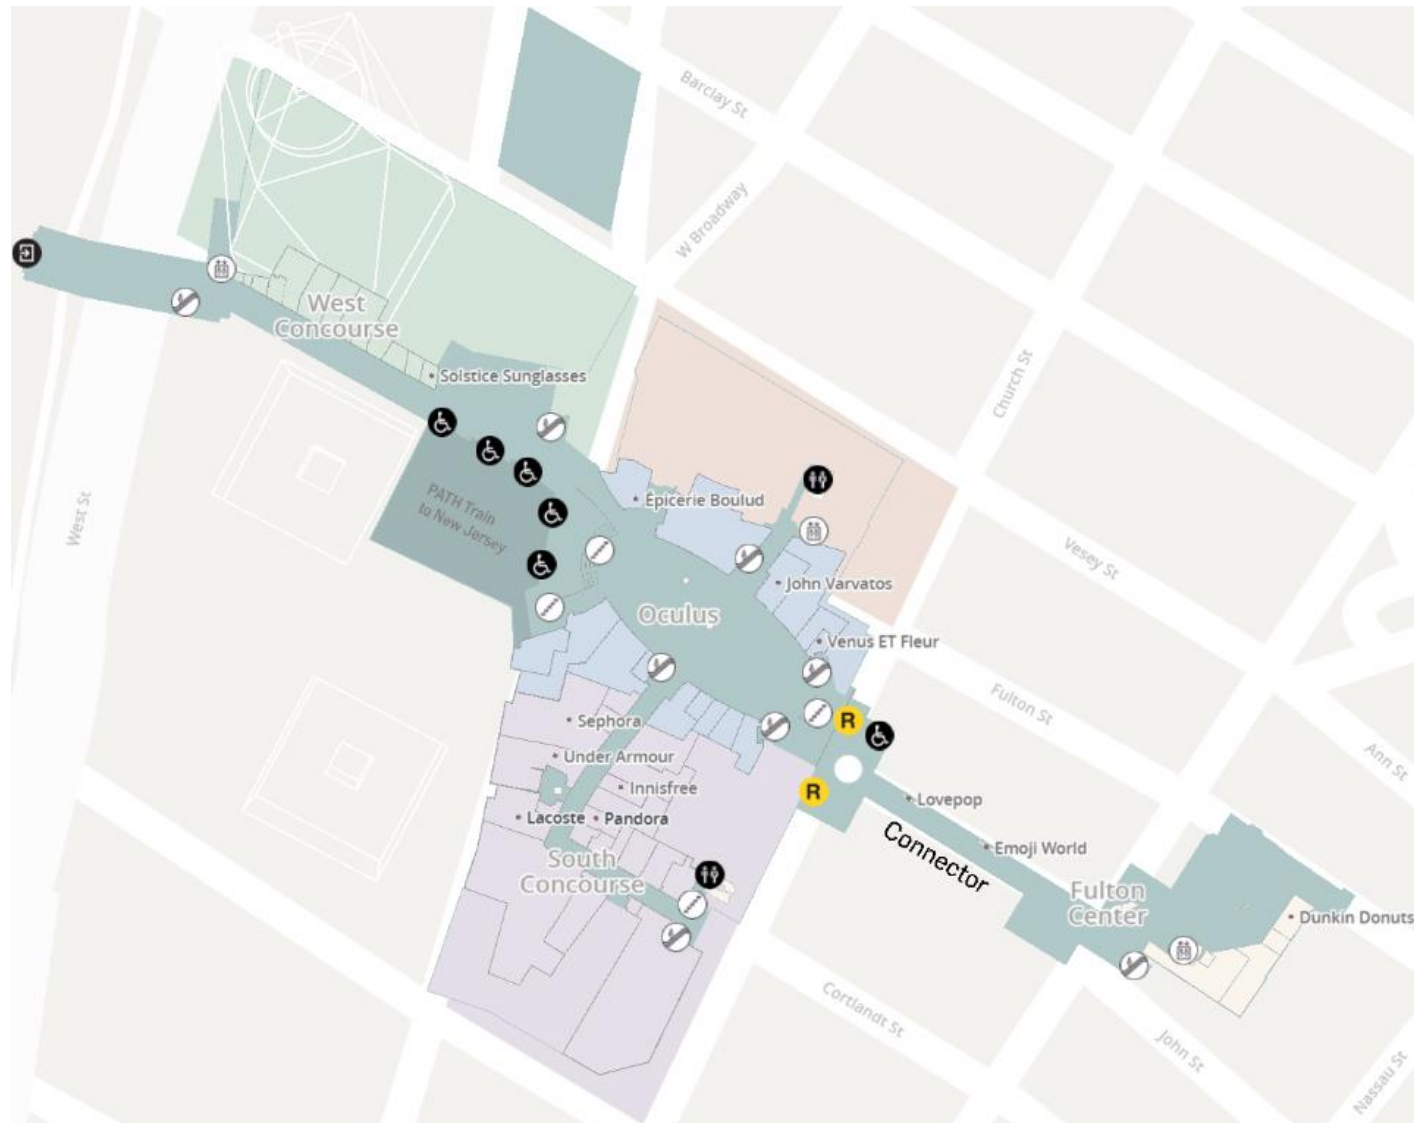 Barclay St
W Broadway
West
Concourse
Solstice Sunglasses
Church St
PATH Train
to New Jersey
Épicerie Boulud
West St
Vesey St
John Varvatos
Oculus
Venus ET Fleur
Fulton St
R
Sephora
Ann St
Under Armour
Innisfree
R
Lovepop
Lacoste
Pandora
Connector
Emoji World
South
Concourse
Fulton
Center
Dunkin Donuts
Cortlandt St
John St
Nassau St